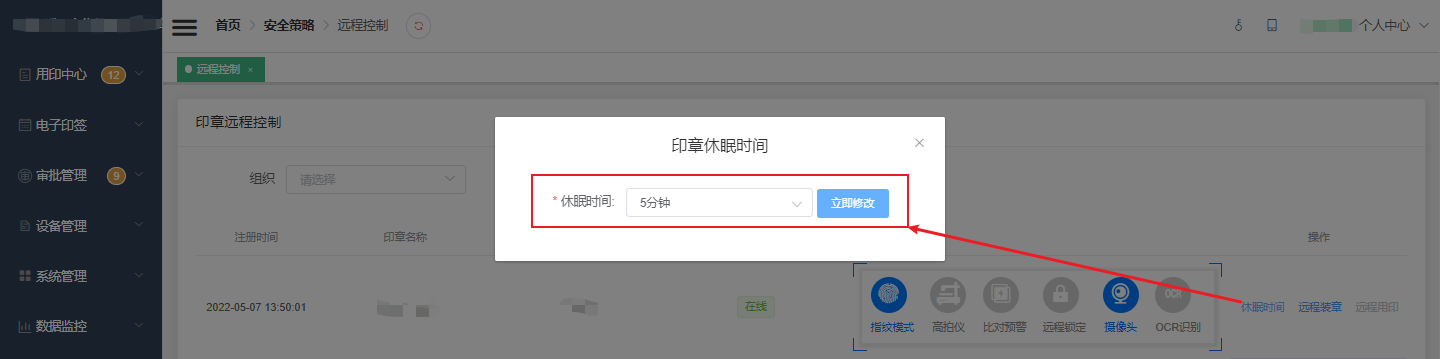 首页 > 安全策略 > 远程控制
个人中心
用印中心 12
电子印签
审批管理 9
设备管理
系统管理
数据监控
远程控制 ×
印章远程控制
组织 请选择
注册时间 印章名称 操作
2022-05-07 13:50:01 在线
指纹模式 高拍仪 比对预警 远程锁定 摄像头 OCR识别
OCR
休眠时间 远程装章 远程用印
印章休眠时间
* 休眠时间: 5分钟 立即修改